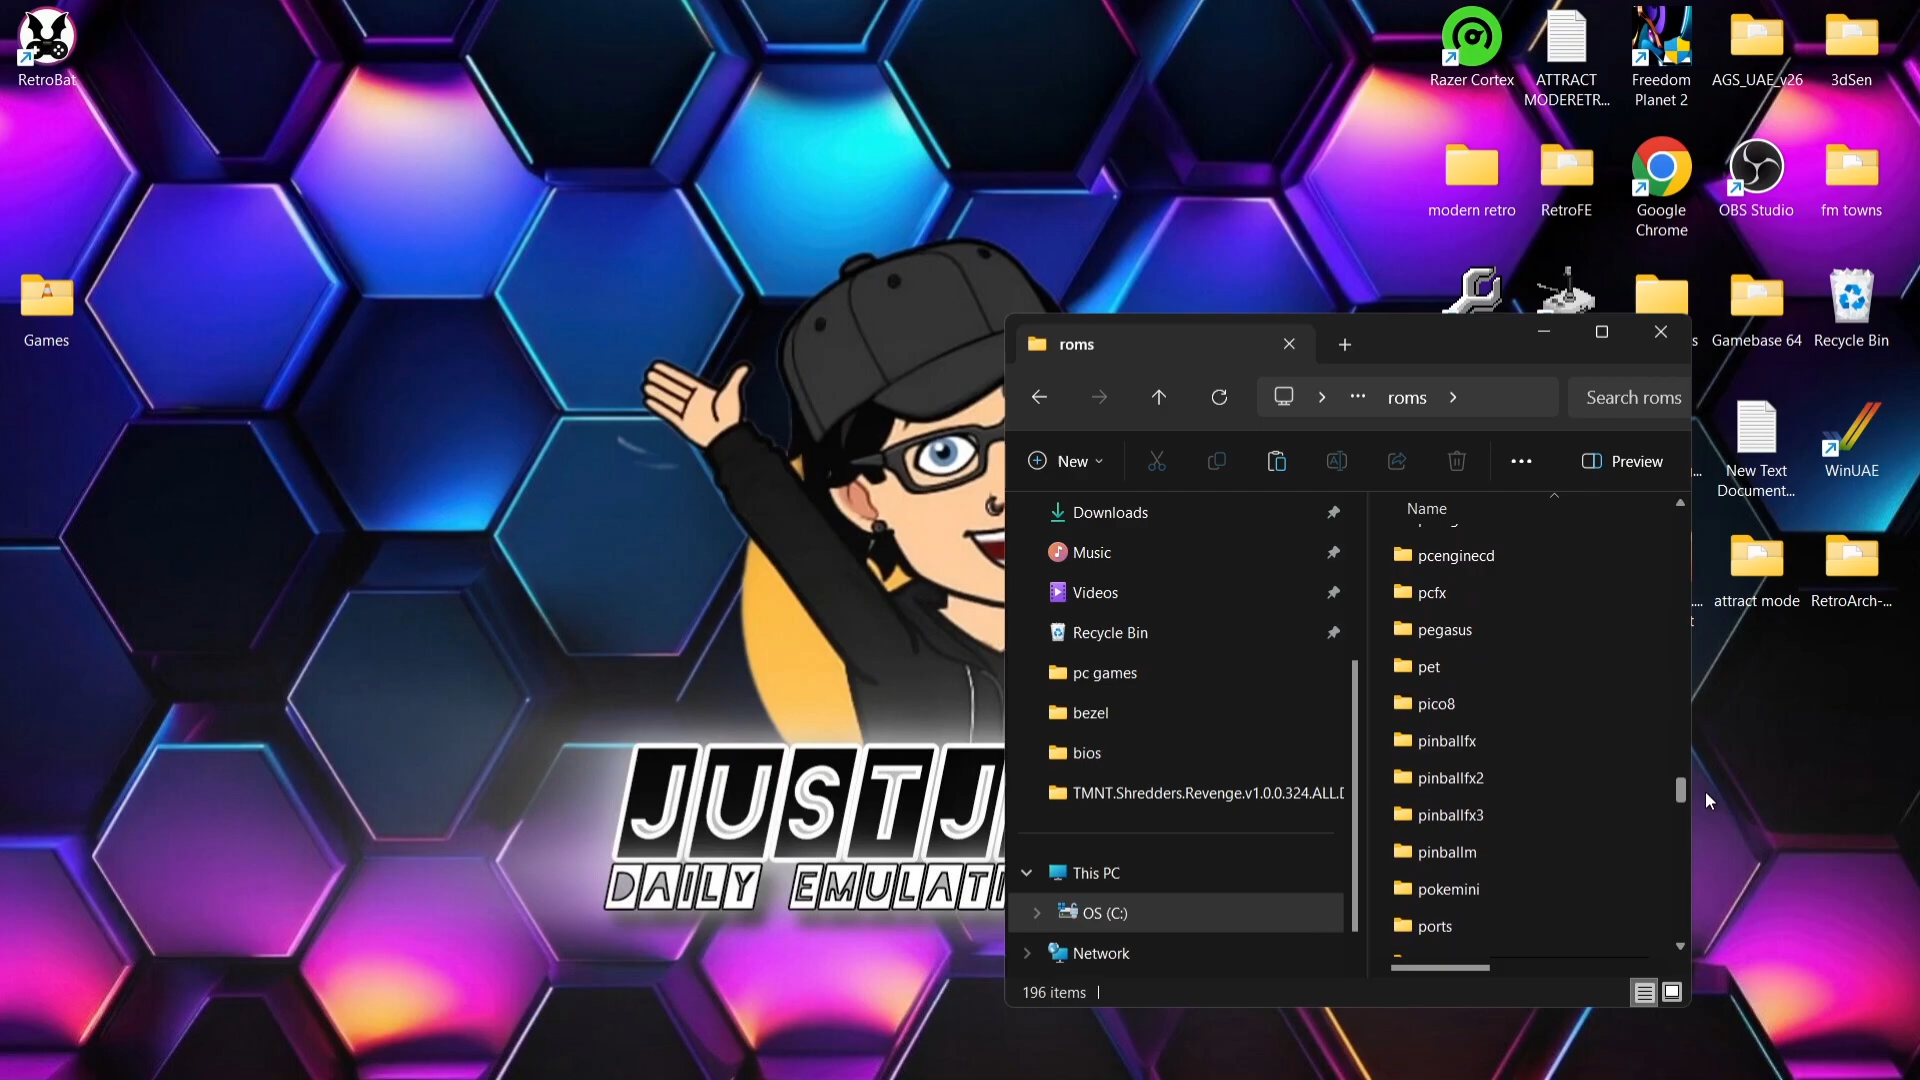 RetroBat
Games
Razer Cortex
ATTRACT
MODERETR...
Freedom
Planet 2
AGS_UAE_v26
3dSen
modern retro
RetroFE
Google
Chrome
OBS Studio
fm towns
Gamebase 64
Recycle Bin
New Text
Document...
WinUAE
attract mode
RetroArch-...
JUSTJ
DAILY EMULATI
roms
roms
Search roms
New
Preview
Downloads
Music
Videos
Recycle Bin
pc games
bezel
bios
TMNT.Shredders.Revenge.v1.0.0.324.ALL.D
This PC
OS (C:)
Network
Name
pcenginecd
pcfx
pegasus
pet
pico8
pinballfx
pinballfx2
pinballfx3
pinballm
pokemini
ports
196 items